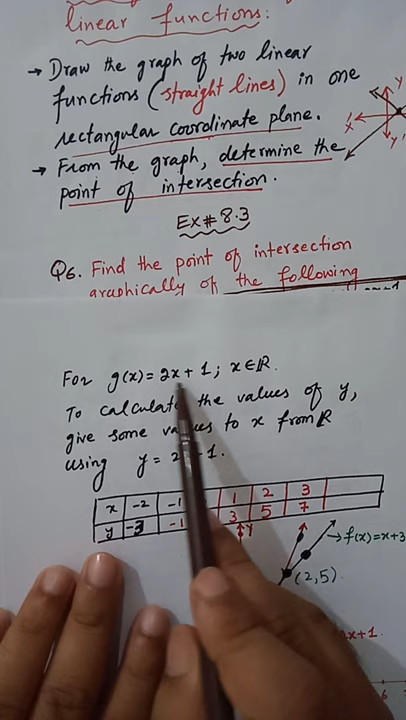 linear functions:
→ Draw the graph of two linear
functions (straight lines) in one
rectangular coordinate plane.
→ From the graph, determine the
point of intersection.
Ex# 8.3
Q6. Find the point of intersection
graphically of the following
For g(x) = 2x + 1; x ∈ ℝ.
To calculate the values of y,
give some values to x from ℝ
using y = 2 1.
x -2 -1 1 2 3
y -3 -1 3 5 7
Y
X'
Y'
Y
→ f(x) = x+3
(2,5)
x+1
6